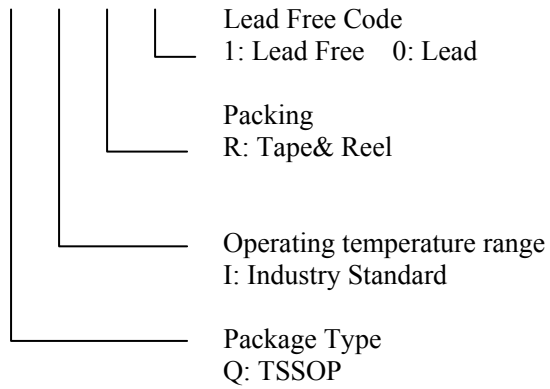 Lead Free Code
1: Lead Free 0: Lead
Packing
R: Tape& Reel
Operating temperature range
I: Industry Standard
Package Type
Q: TSSOP